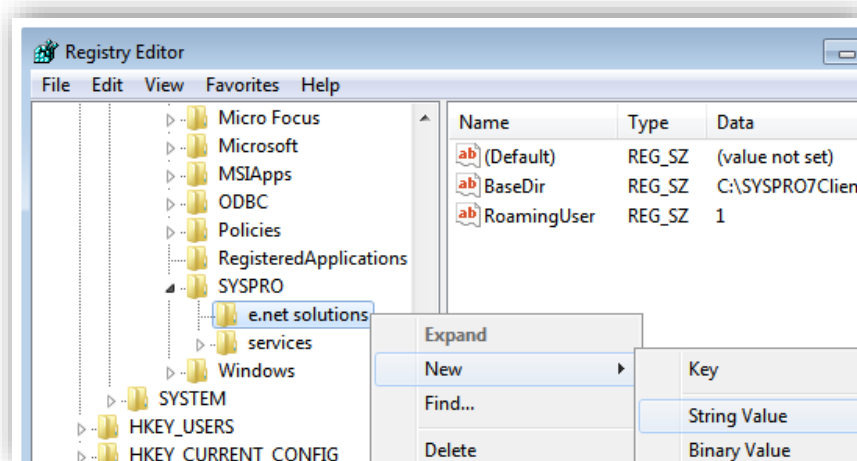 Registry Editor
File Edit View Favorites Help
Micro Focus
Microsoft
MSIApps
ODBC
Policies
RegisteredApplications
SYSPRO
e.net solutions
services
Windows
SYSTEM
HKEY_USERS
HKEY_CURRENT_CONFIG
Name Type Data
(Default) REG_SZ (value not set)
BaseDir REG_SZ C:\SYSPRO7Clien
RoamingUser REG_SZ 1
Expand
New
Find...
Delete
Key
String Value
Binary Value